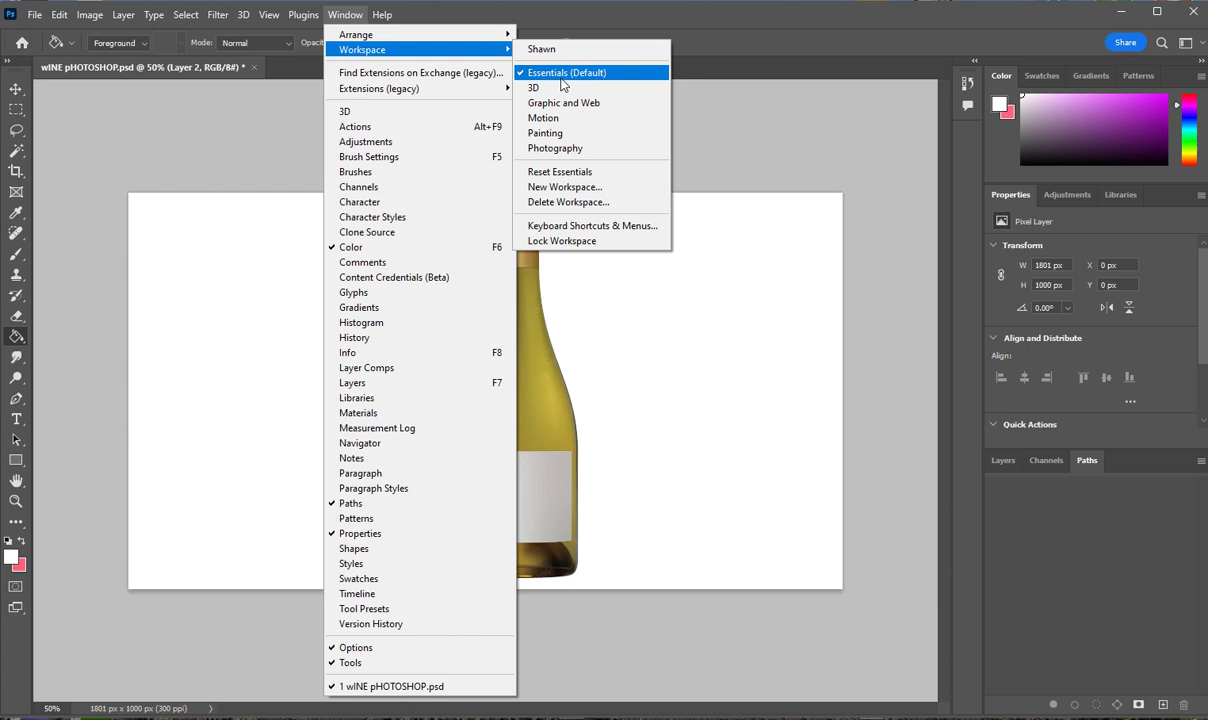 Ps File Edit Image Layer Type Select Filter 3D View Plugins Window Help
Foreground Mode: Normal Opaci Share
wINE pHOTOSHOP.psd @ 50% (Layer 2, RGB/8#) * ×
Arrange
Workspace
Find Extensions on Exchange (legacy)...
Extensions (legacy)
3D
Actions Alt+F9
Adjustments
Brush Settings F5
Brushes
Channels
Character
Character Styles
Clone Source
Color F6
Comments
Content Credentials (Beta)
Glyphs
Gradients
Histogram
History
Info F8
Layer Comps
Layers F7
Libraries
Materials
Measurement Log
Navigator
Notes
Paragraph
Paragraph Styles
Paths
Patterns
Properties
Shapes
Styles
Swatches
Timeline
Tool Presets
Version History
Options
Tools
1 wINE pHOTOSHOP.psd
Shawn
Essentials (Default)
3D
Graphic and Web
Motion
Painting
Photography
Reset Essentials
New Workspace...
Delete Workspace...
Keyboard Shortcuts & Menus...
Lock Workspace
Color Swatches Gradients Patterns
Properties Adjustments Libraries
Pixel Layer
Transform
W 1801 px X 0 px
H 1000 px Y 0 px
0.00°
Align and Distribute
Align:
Quick Actions
Layers Channels Paths
50% 1801 px x 1000 px (300 ppi)